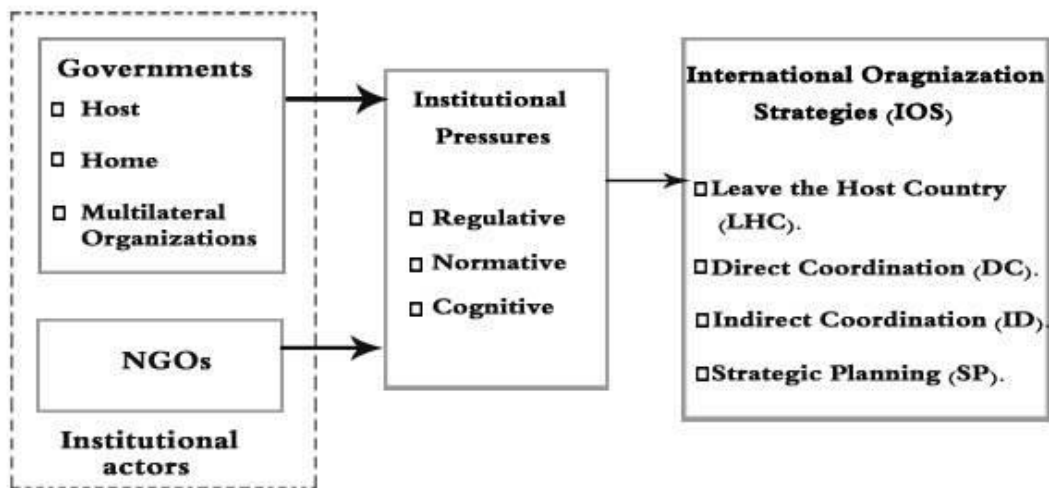 Governments
Host
Home
Multilateral
Organizations
NGOs
Institutional
actors
Institutional
Pressures
Regulative
Normative
Cognitive
International Oragniazation
Strategies (IOS)
Leave the Host Country
(LHC).
Direct Coordination (DC).
Indirect Coordination (ID).
Strategic Planning (SP).